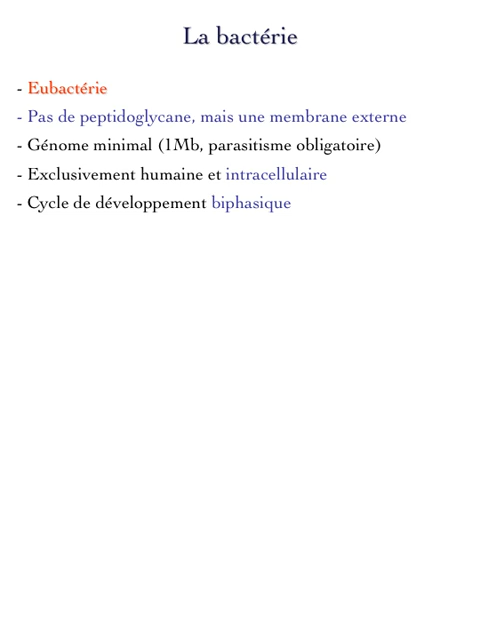 La bactérie
- Eubactérie
- Pas de peptidoglycane, mais une membrane externe
- Génome minimal (1Mb, parasitisme obligatoire)
- Exclusivement humaine et intracellulaire
- Cycle de développement biphasique